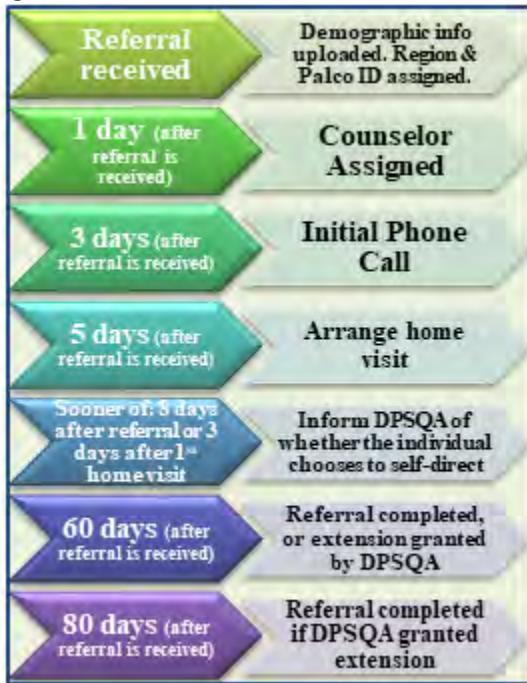 Referral
received
Demographic info
uploaded. Region &
Palco ID assigned.
1 day (after
referral is
received)
Counselor
Assigned
3 days (after
referral is received)
Initial Phone
Call
5 days (after
referral is received)
Arrange home
visit
Sooner of: 8 days
after referral or 3
days after 1st
home visit
Inform DPSQA of
whether the individual
chooses to self-direct
60 days (after
referral is received)
Referral completed,
or extension granted
by DPSQA
80 days (after
referral is received)
Referral completed
if DPSQA granted
extension